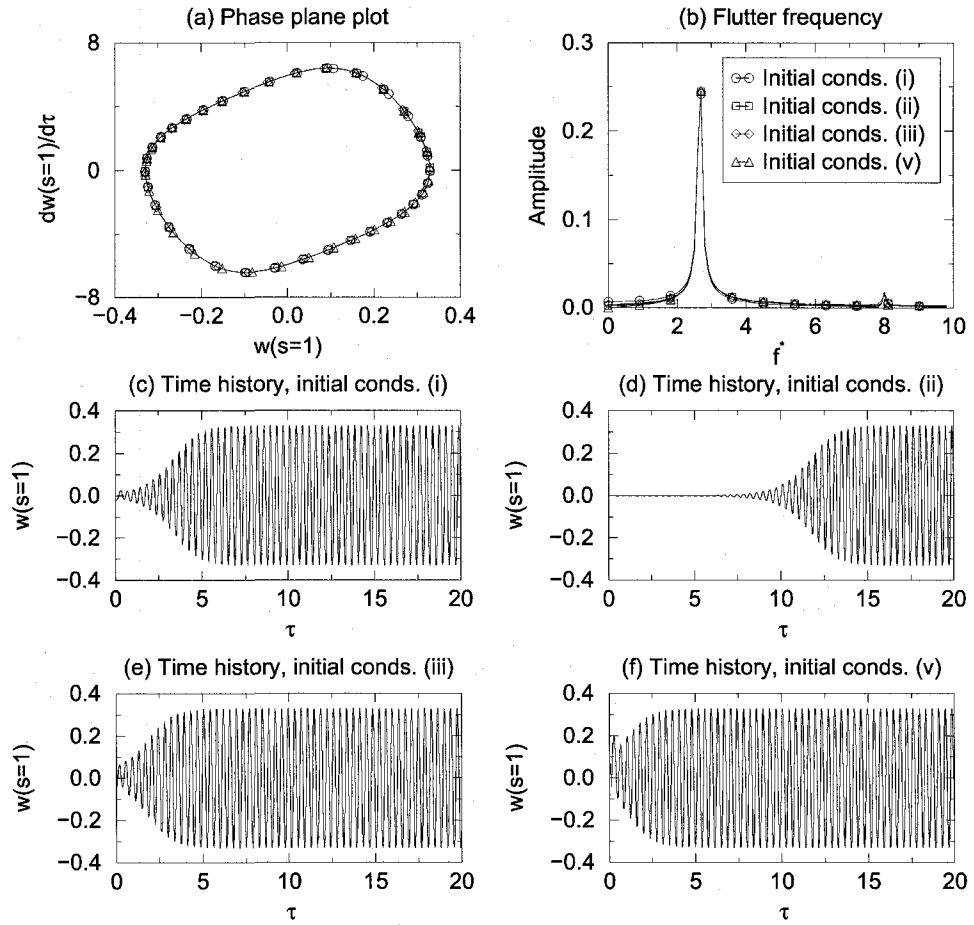 (a) Phase plane plot
8
0
−8
dw(s=1)/dτ
−0.4
−0.2
0.0
0.2
0.4
w(s=1)
(b) Flutter frequency
0.3
0.2
0.1
0.0
Amplitude
Initial conds. (i)
Initial conds. (ii)
Initial conds. (iii)
Initial conds. (v)
0
2
4
6
8
10
f*
(c) Time history, initial conds. (i)
0.4
0.2
0.0
−0.2
−0.4
w(s=1)
0
5
10
15
20
τ
(d) Time history, initial conds. (ii)
0.4
0.2
0.0
−0.2
−0.4
w(s=1)
0
5
10
15
20
τ
(e) Time history, initial conds. (iii)
0.4
0.2
0.0
−0.2
−0.4
w(s=1)
0
5
10
15
20
τ
(f) Time history, initial conds. (v)
0.4
0.2
0.0
−0.2
−0.4
w(s=1)
0
5
10
15
20
τ